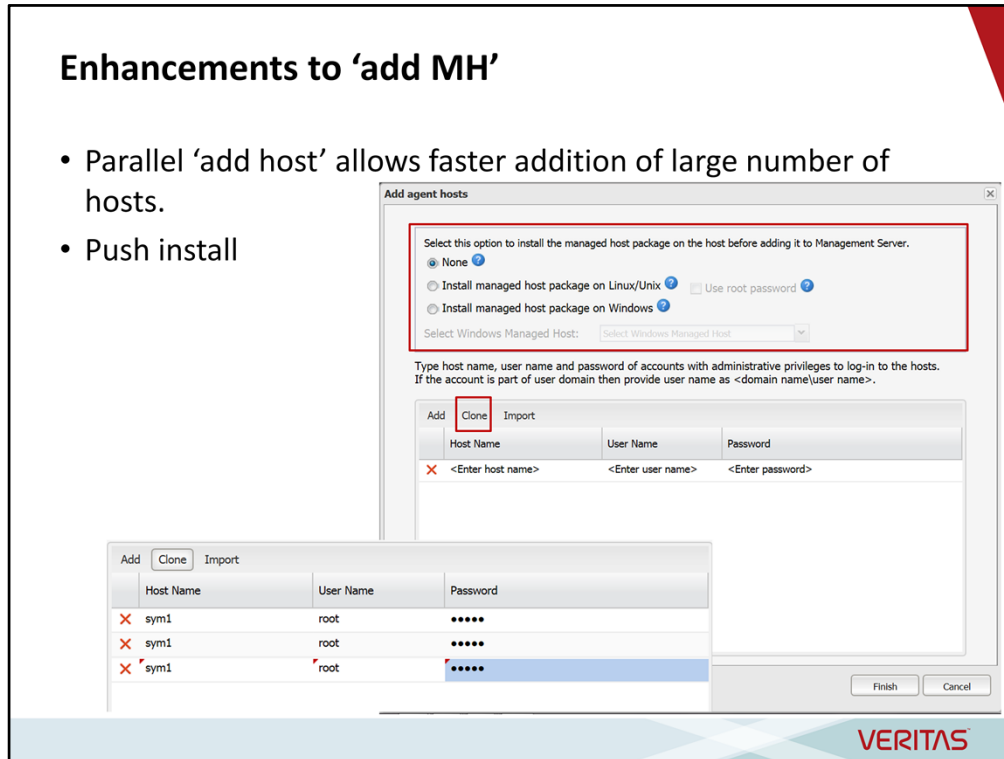 Enhancements to ‘add MH’
• Parallel ‘add host’ allows faster addition of large number of
hosts.
• Push install
Add agent hosts
Select this option to install the managed host package on the host before adding it to Management Server.
None ?
Install managed host package on Linux/Unix ? Use root password ?
Install managed host package on Windows ?
Select Windows Managed Host: Select Windows Managed Host
Type host name, user name and password of accounts with administrative privileges to log-in to the hosts.
If the account is part of user domain then provide user name as <domain name\user name>.
Add Clone Import
Host Name User Name Password
<Enter host name> <Enter user name> <Enter password>
Add Clone Import
Host Name User Name Password
sym1 root •••••
sym1 root •••••
sym1 root •••••
Finish Cancel
VERITAS